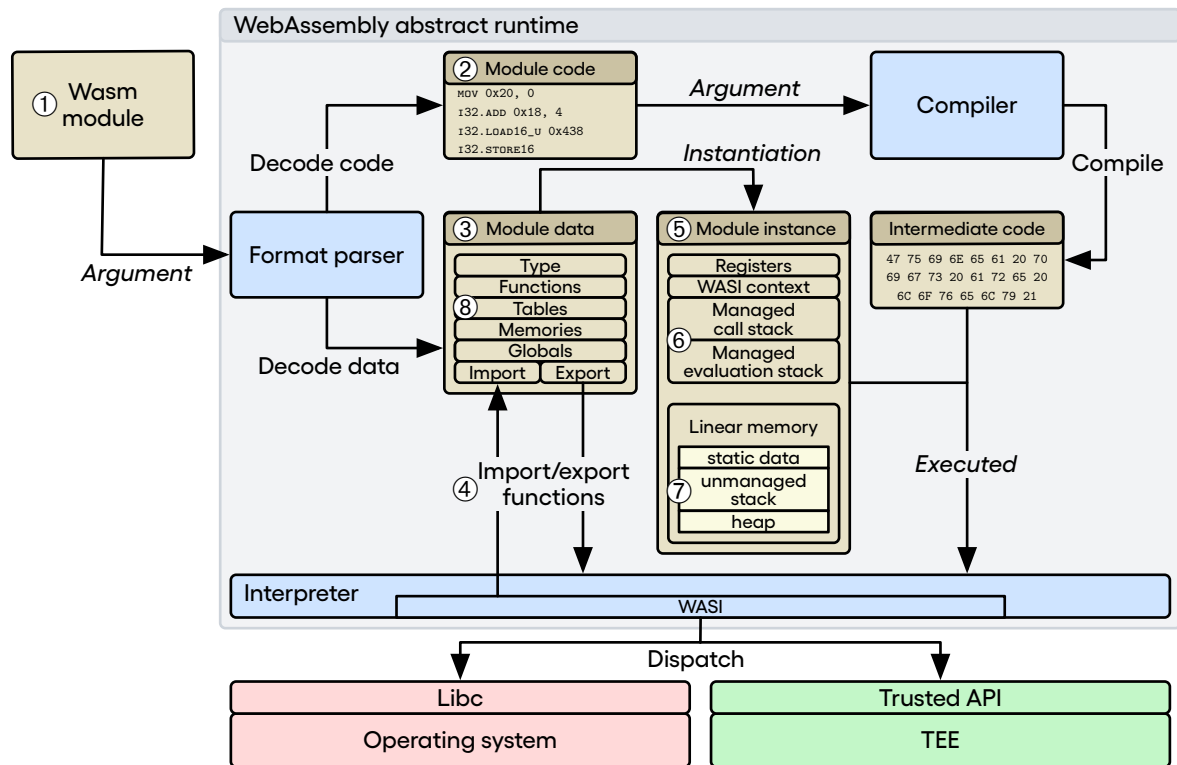 WebAssembly abstract runtime
① Wasm
module
② Module code
MOV 0x20, 0
I32.ADD 0x18, 4
I32.LOAD16_U 0x438
I32.STORE16
Argument
Compiler
Decode code
Instantiation
Compile
Argument
Format parser
Decode data
③ Module data
Type
Functions
⑧ Tables
Memories
Globals
Import
Export
⑤ Module instance
Registers
WASI context
Managed
call stack
⑥
Managed
evaluation stack
Linear memory
static data
⑦ unmanaged
stack
heap
Intermediate code
47 75 69 6E 65 61 20 70
69 67 73 20 61 72 65 20
6C 6F 76 65 6C 79 21
④ Import/export
functions
Executed
Interpreter
WASI
Dispatch
Libc
Operating system
Trusted API
TEE